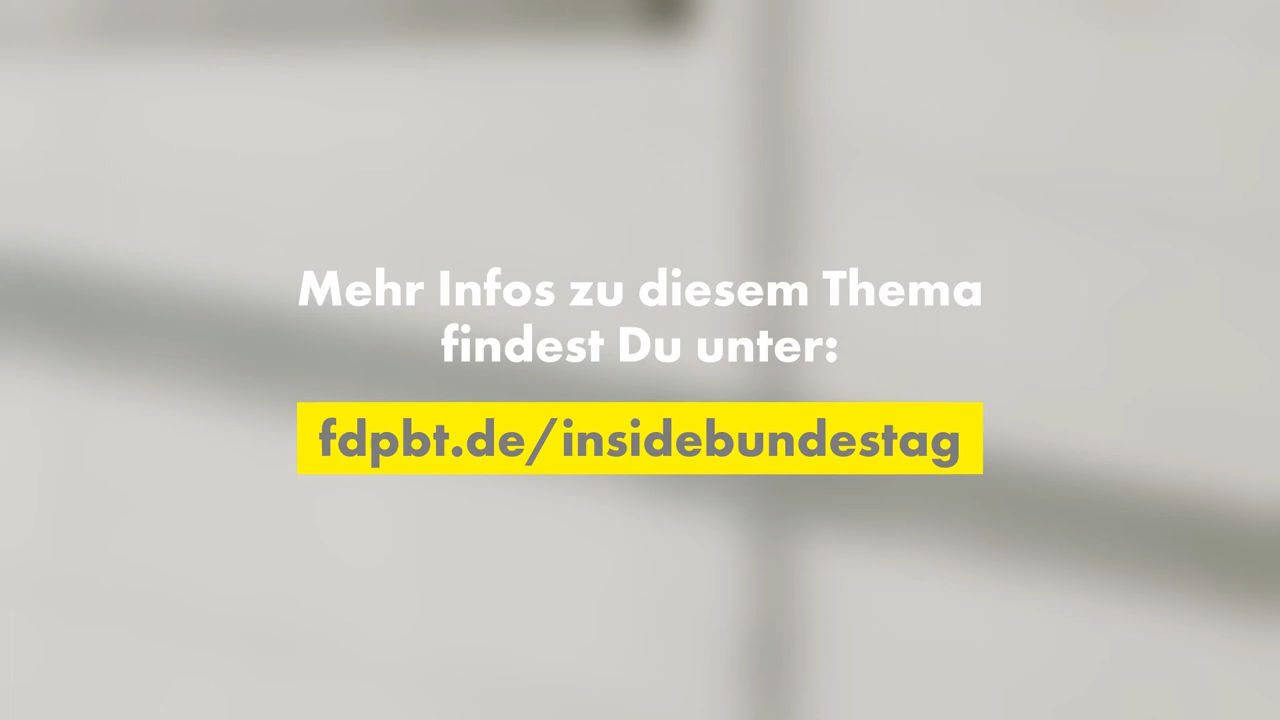 Mehr Infos zu diesem Thema
findest Du unter:
fdpbt.de/insidebundestag